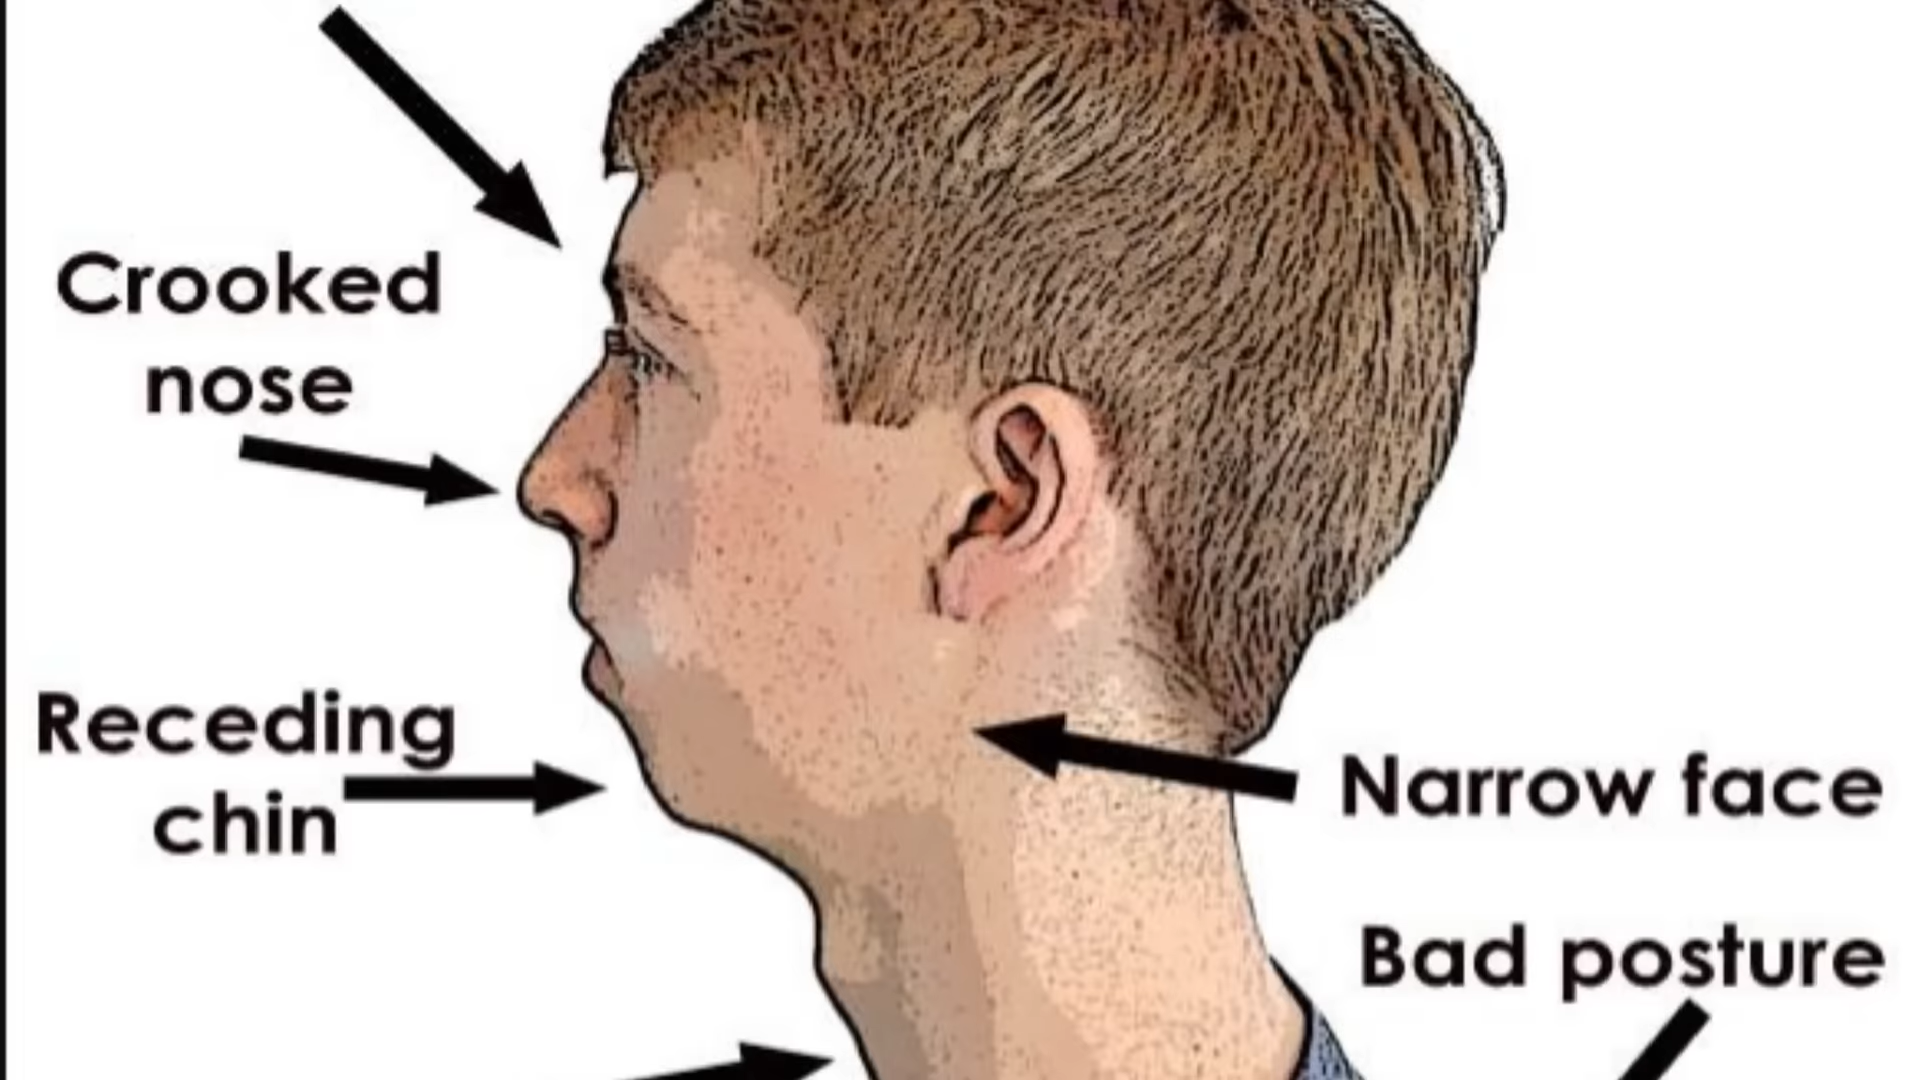 Crooked
nose
Receding
chin
Narrow face
Bad posture